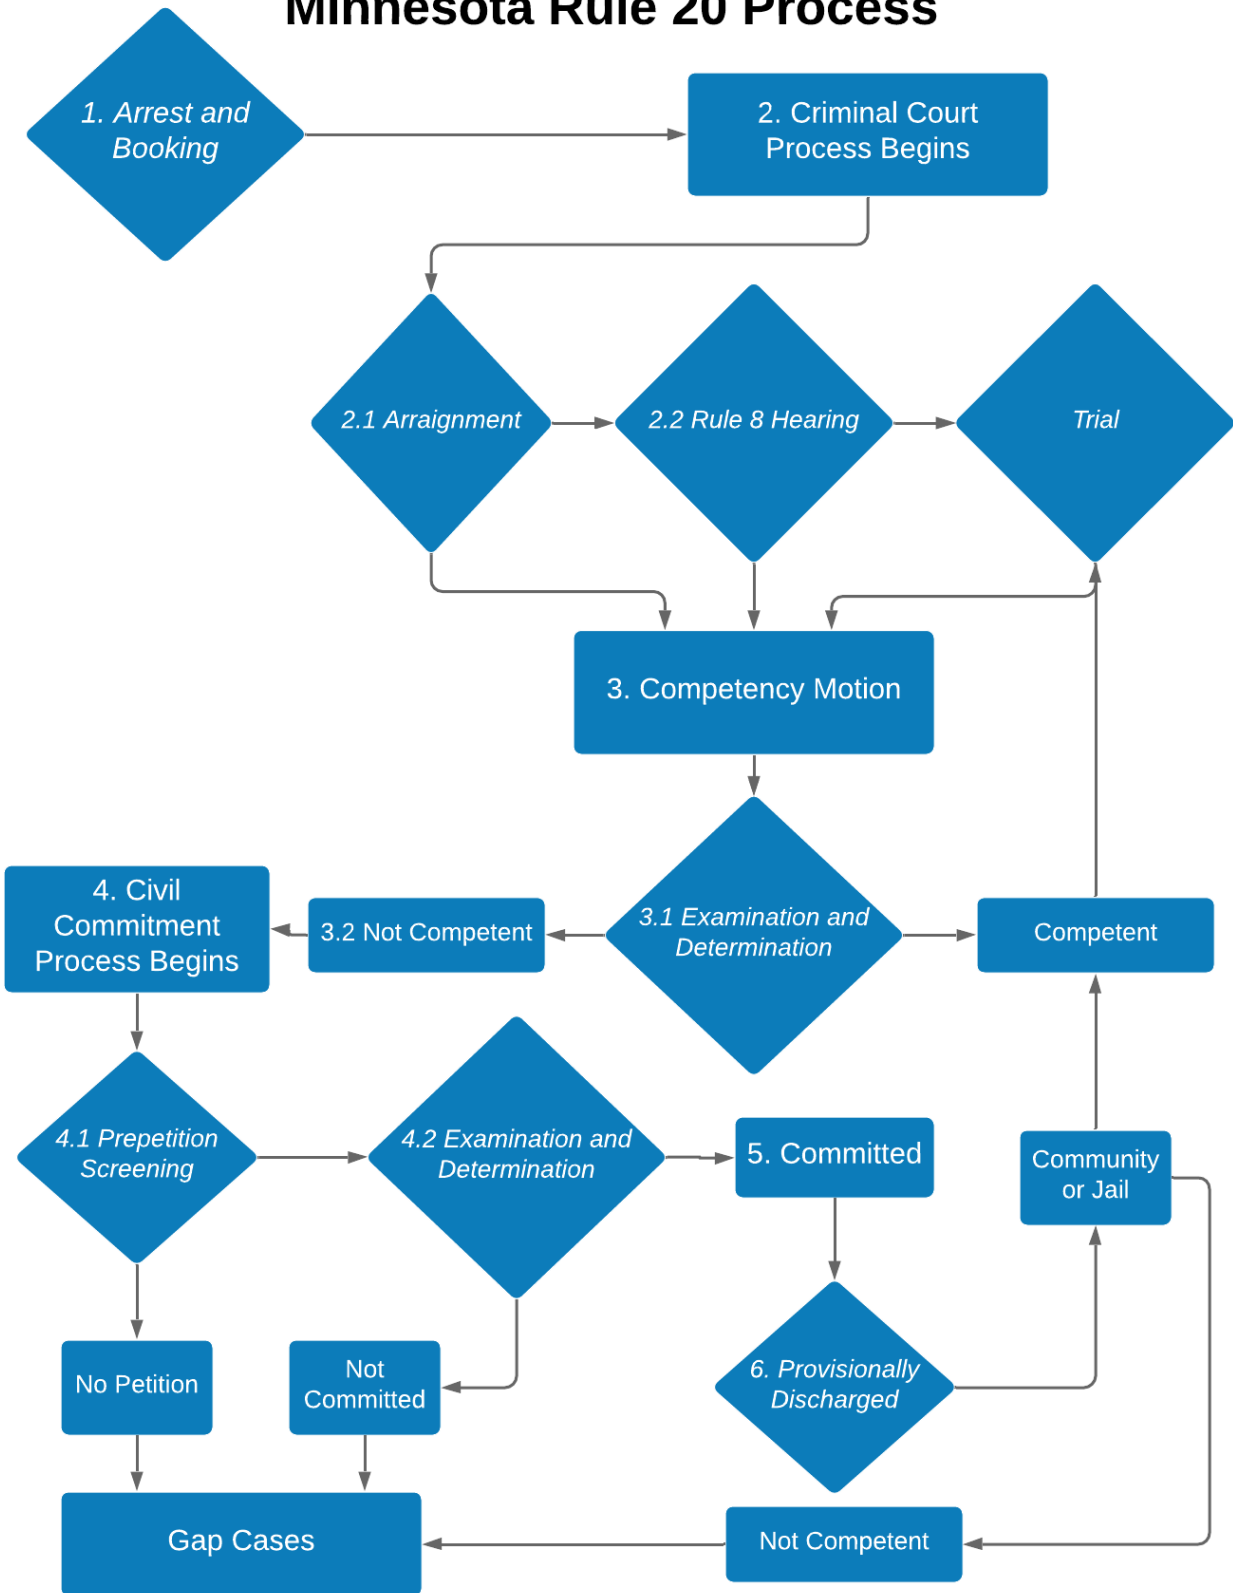 Minnesota Rule 20 Process
1. Arrest and
Booking
2. Criminal Court
Process Begins
2.1 Arraignment
2.2 Rule 8 Hearing
Trial
3. Competency Motion
3.1 Examination and
Determination
3.2 Not Competent
Competent
4. Civil
Commitment
Process Begins
4.1 Prepetition
Screening
4.2 Examination and
Determination
5. Committed
Community
or Jail
6. Provisionally
Discharged
No Petition
Not
Committed
Gap Cases
Not Competent